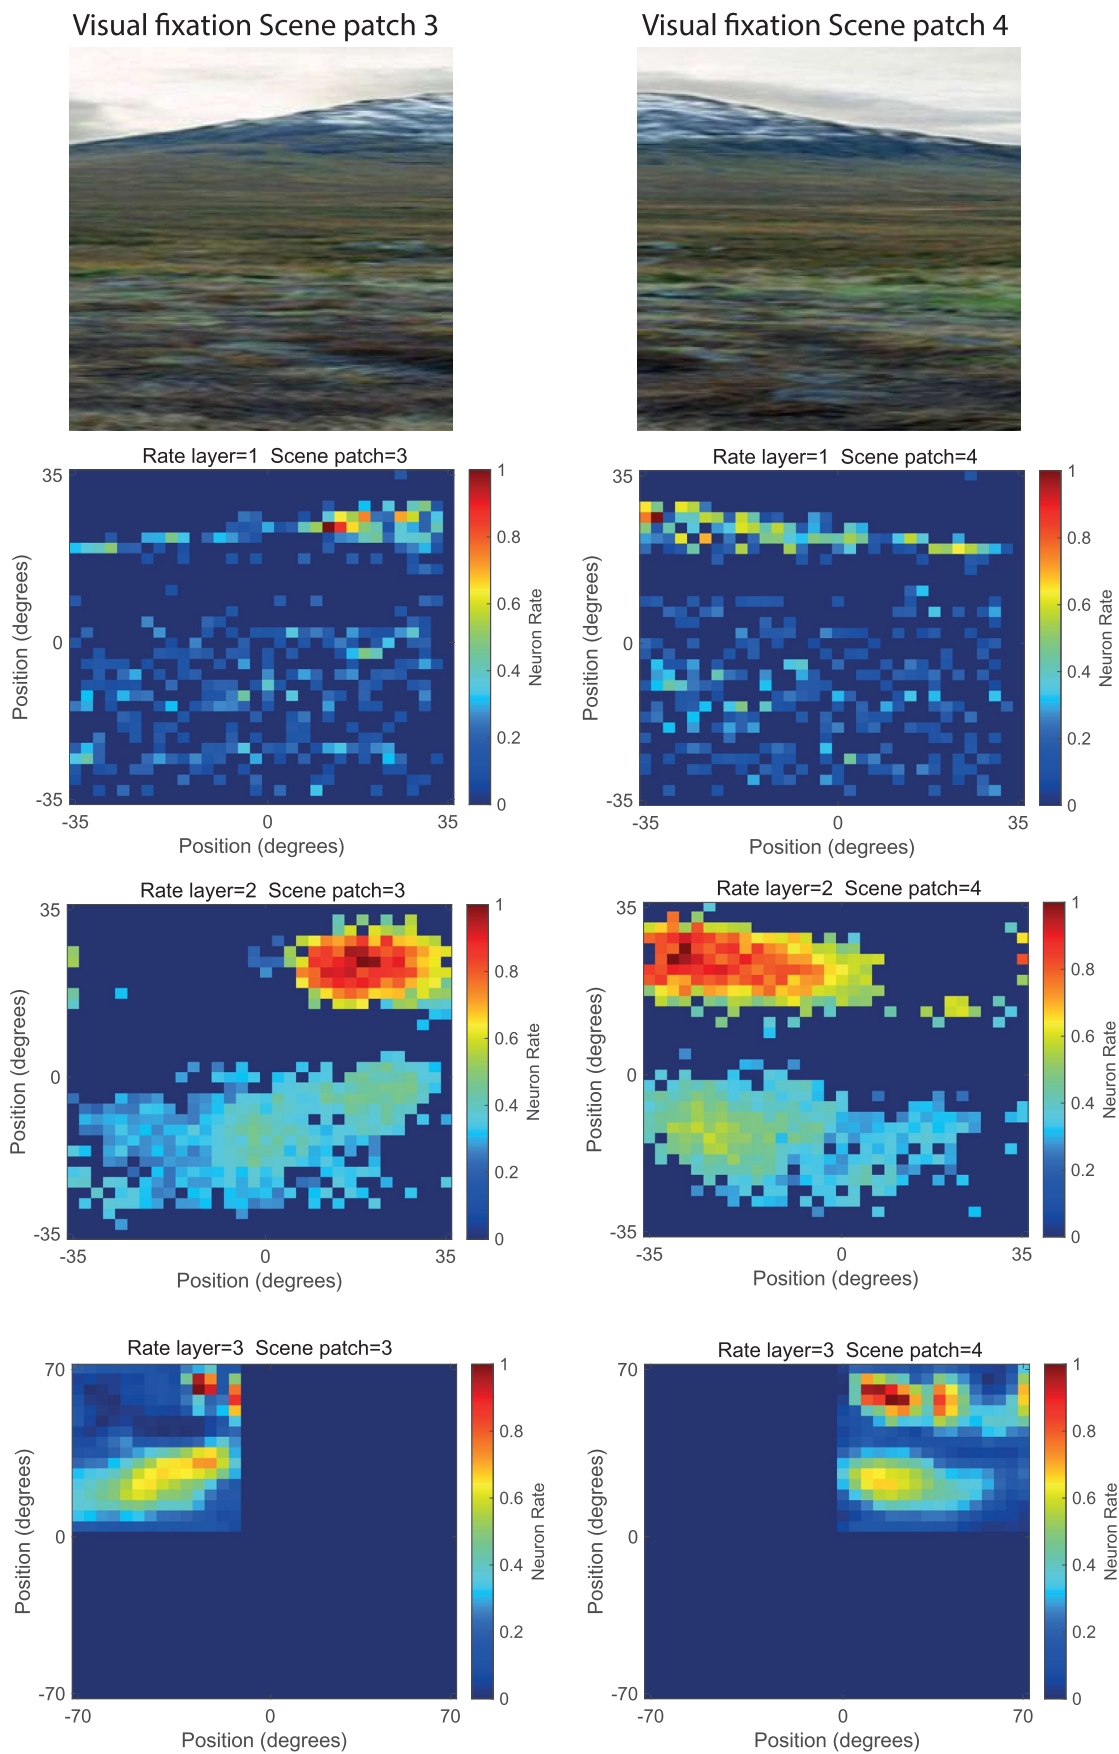 Visual fixation Scene patch 3
Visual fixation Scene patch 4
Rate layer=1  Scene patch=3
35
0
-35
-35
0
35
Position (degrees)
Position (degrees)
1
0.8
0.6
0.4
0.2
0
Neuron Rate
Rate layer=1  Scene patch=4
35
0
-35
-35
0
35
Position (degrees)
Position (degrees)
1
0.8
0.6
0.4
0.2
0
Neuron Rate
Rate layer=2  Scene patch=3
35
0
-35
-35
0
35
Position (degrees)
Position (degrees)
1
0.8
0.6
0.4
0.2
0
Neuron Rate
Rate layer=2  Scene patch=4
35
0
-35
-35
0
35
Position (degrees)
Position (degrees)
1
0.8
0.6
0.4
0.2
0
Neuron Rate
Rate layer=3  Scene patch=3
70
0
-70
-70
0
70
Position (degrees)
Position (degrees)
1
0.8
0.6
0.4
0.2
0
Neuron Rate
Rate layer=3  Scene patch=4
70
0
-70
-70
0
70
Position (degrees)
Position (degrees)
1
0.8
0.6
0.4
0.2
0
Neuron Rate